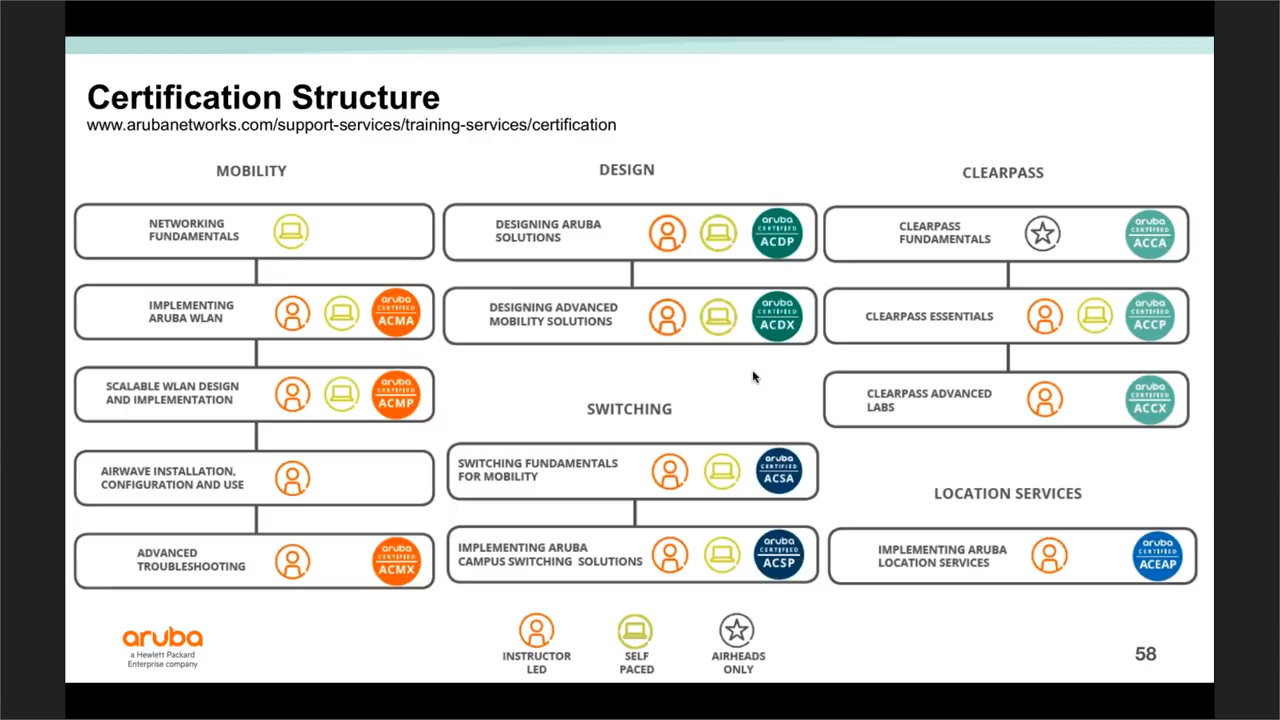 Certification Structure
www.arubanetworks.com/support-services/training-services/certification
MOBILITY
NETWORKING
FUNDAMENTALS
IMPLEMENTING
ARUBA WLAN
aruba
CERTIFIED
ACMA
SCALABLE WLAN DESIGN
AND IMPLEMENTATION
aruba
CERTIFIED
ACMP
AIRWAVE INSTALLATION,
CONFIGURATION AND USE
ADVANCED
TROUBLESHOOTING
aruba
CERTIFIED
ACMX
DESIGN
DESIGNING ARUBA
SOLUTIONS
aruba
CERTIFIED
ACDP
DESIGNING ADVANCED
MOBILITY SOLUTIONS
aruba
CERTIFIED
ACDX
SWITCHING
SWITCHING FUNDAMENTALS
FOR MOBILITY
aruba
CERTIFIED
ACSA
IMPLEMENTING ARUBA
CAMPUS SWITCHING SOLUTIONS
aruba
CERTIFIED
ACSP
CLEARPASS
CLEARPASS
FUNDAMENTALS
aruba
CERTIFIED
ACCA
CLEARPASS ESSENTIALS
aruba
CERTIFIED
ACCP
CLEARPASS ADVANCED
LABS
aruba
CERTIFIED
ACCX
LOCATION SERVICES
IMPLEMENTING ARUBA
LOCATION SERVICES
aruba
CERTIFIED
ACEAP
aruba
a Hewlett Packard
Enterprise company
INSTRUCTOR
LED
SELF
PACED
AIRHEADS
ONLY
58